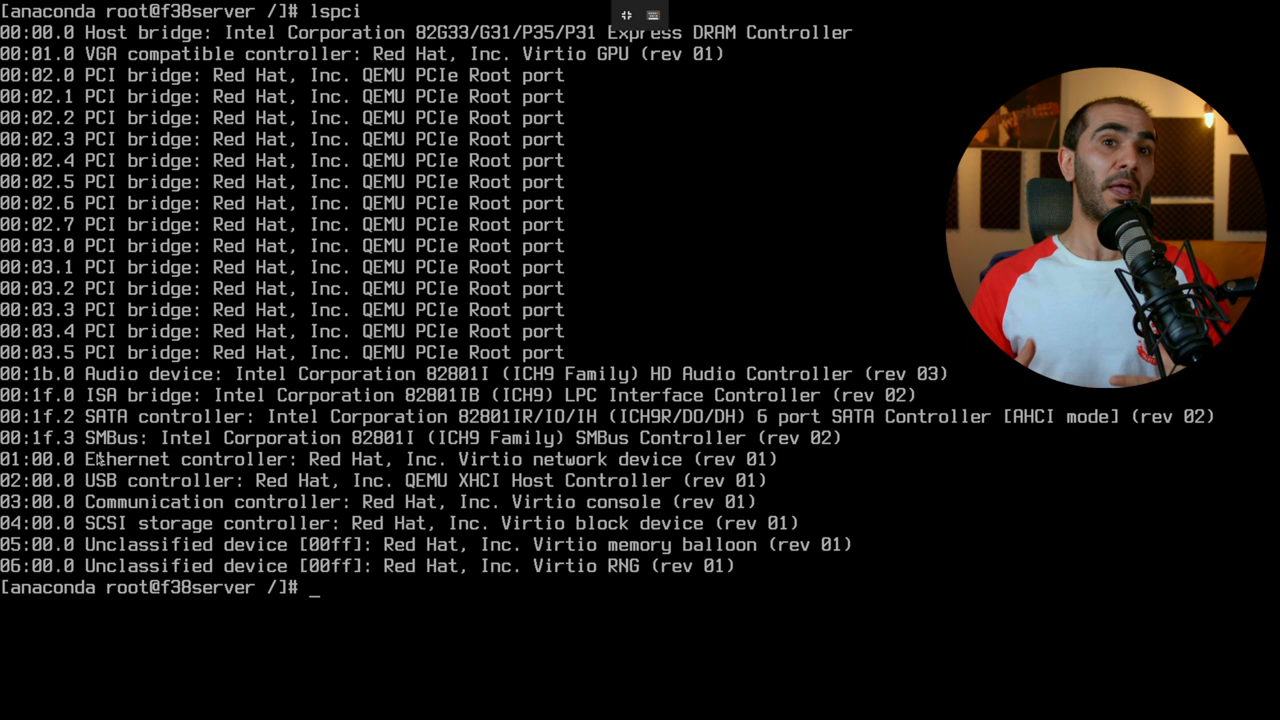 [anaconda root@f38server /]# lspci
00:00.0 Host bridge: Intel Corporation 82G33/G31/P35/P31 Express DRAM Controller
00:01.0 VGA compatible controller: Red Hat, Inc. Virtio GPU (rev 01)
00:02.0 PCI bridge: Red Hat, Inc. QEMU PCIe Root port
00:02.1 PCI bridge: Red Hat, Inc. QEMU PCIe Root port
00:02.2 PCI bridge: Red Hat, Inc. QEMU PCIe Root port
00:02.3 PCI bridge: Red Hat, Inc. QEMU PCIe Root port
00:02.4 PCI bridge: Red Hat, Inc. QEMU PCIe Root port
00:02.5 PCI bridge: Red Hat, Inc. QEMU PCIe Root port
00:02.6 PCI bridge: Red Hat, Inc. QEMU PCIe Root port
00:02.7 PCI bridge: Red Hat, Inc. QEMU PCIe Root port
00:03.0 PCI bridge: Red Hat, Inc. QEMU PCIe Root port
00:03.1 PCI bridge: Red Hat, Inc. QEMU PCIe Root port
00:03.2 PCI bridge: Red Hat, Inc. QEMU PCIe Root port
00:03.3 PCI bridge: Red Hat, Inc. QEMU PCIe Root port
00:03.4 PCI bridge: Red Hat, Inc. QEMU PCIe Root port
00:03.5 PCI bridge: Red Hat, Inc. QEMU PCIe Root port
00:1b.0 Audio device: Intel Corporation 82801I (ICH9 Family) HD Audio Controller (rev 03)
00:1f.0 ISA bridge: Intel Corporation 82801IB (ICH9) LPC Interface Controller (rev 02)
00:1f.2 SATA controller: Intel Corporation 82801IR/IO/IH (ICH9R/DO/DH) 6 port SATA Controller [AHCI mode] (rev 02)
00:1f.3 SMBus: Intel Corporation 82801I (ICH9 Family) SMBus Controller (rev 02)
01:00.0 Ethernet controller: Red Hat, Inc. Virtio network device (rev 01)
02:00.0 USB controller: Red Hat, Inc. QEMU XHCI Host Controller (rev 01)
03:00.0 Communication controller: Red Hat, Inc. Virtio console (rev 01)
04:00.0 SCSI storage controller: Red Hat, Inc. Virtio block device (rev 01)
05:00.0 Unclassified device [00ff]: Red Hat, Inc. Virtio memory balloon (rev 01)
06:00.0 Unclassified device [00ff]: Red Hat, Inc. Virtio RNG (rev 01)
[anaconda root@f38server /]# _